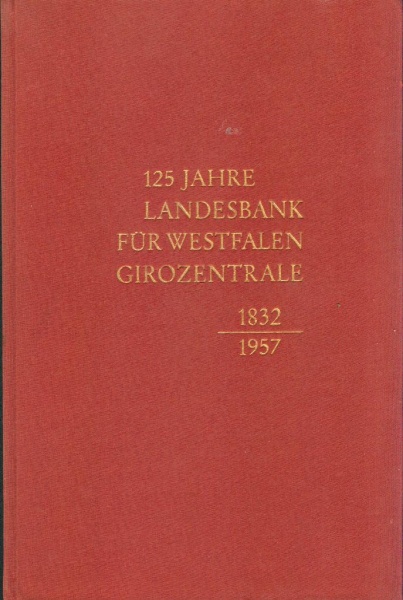 125 JAHRE
LANDESBANK
FÜR WESTFALEN
GIROZENTRALE
1832
1957